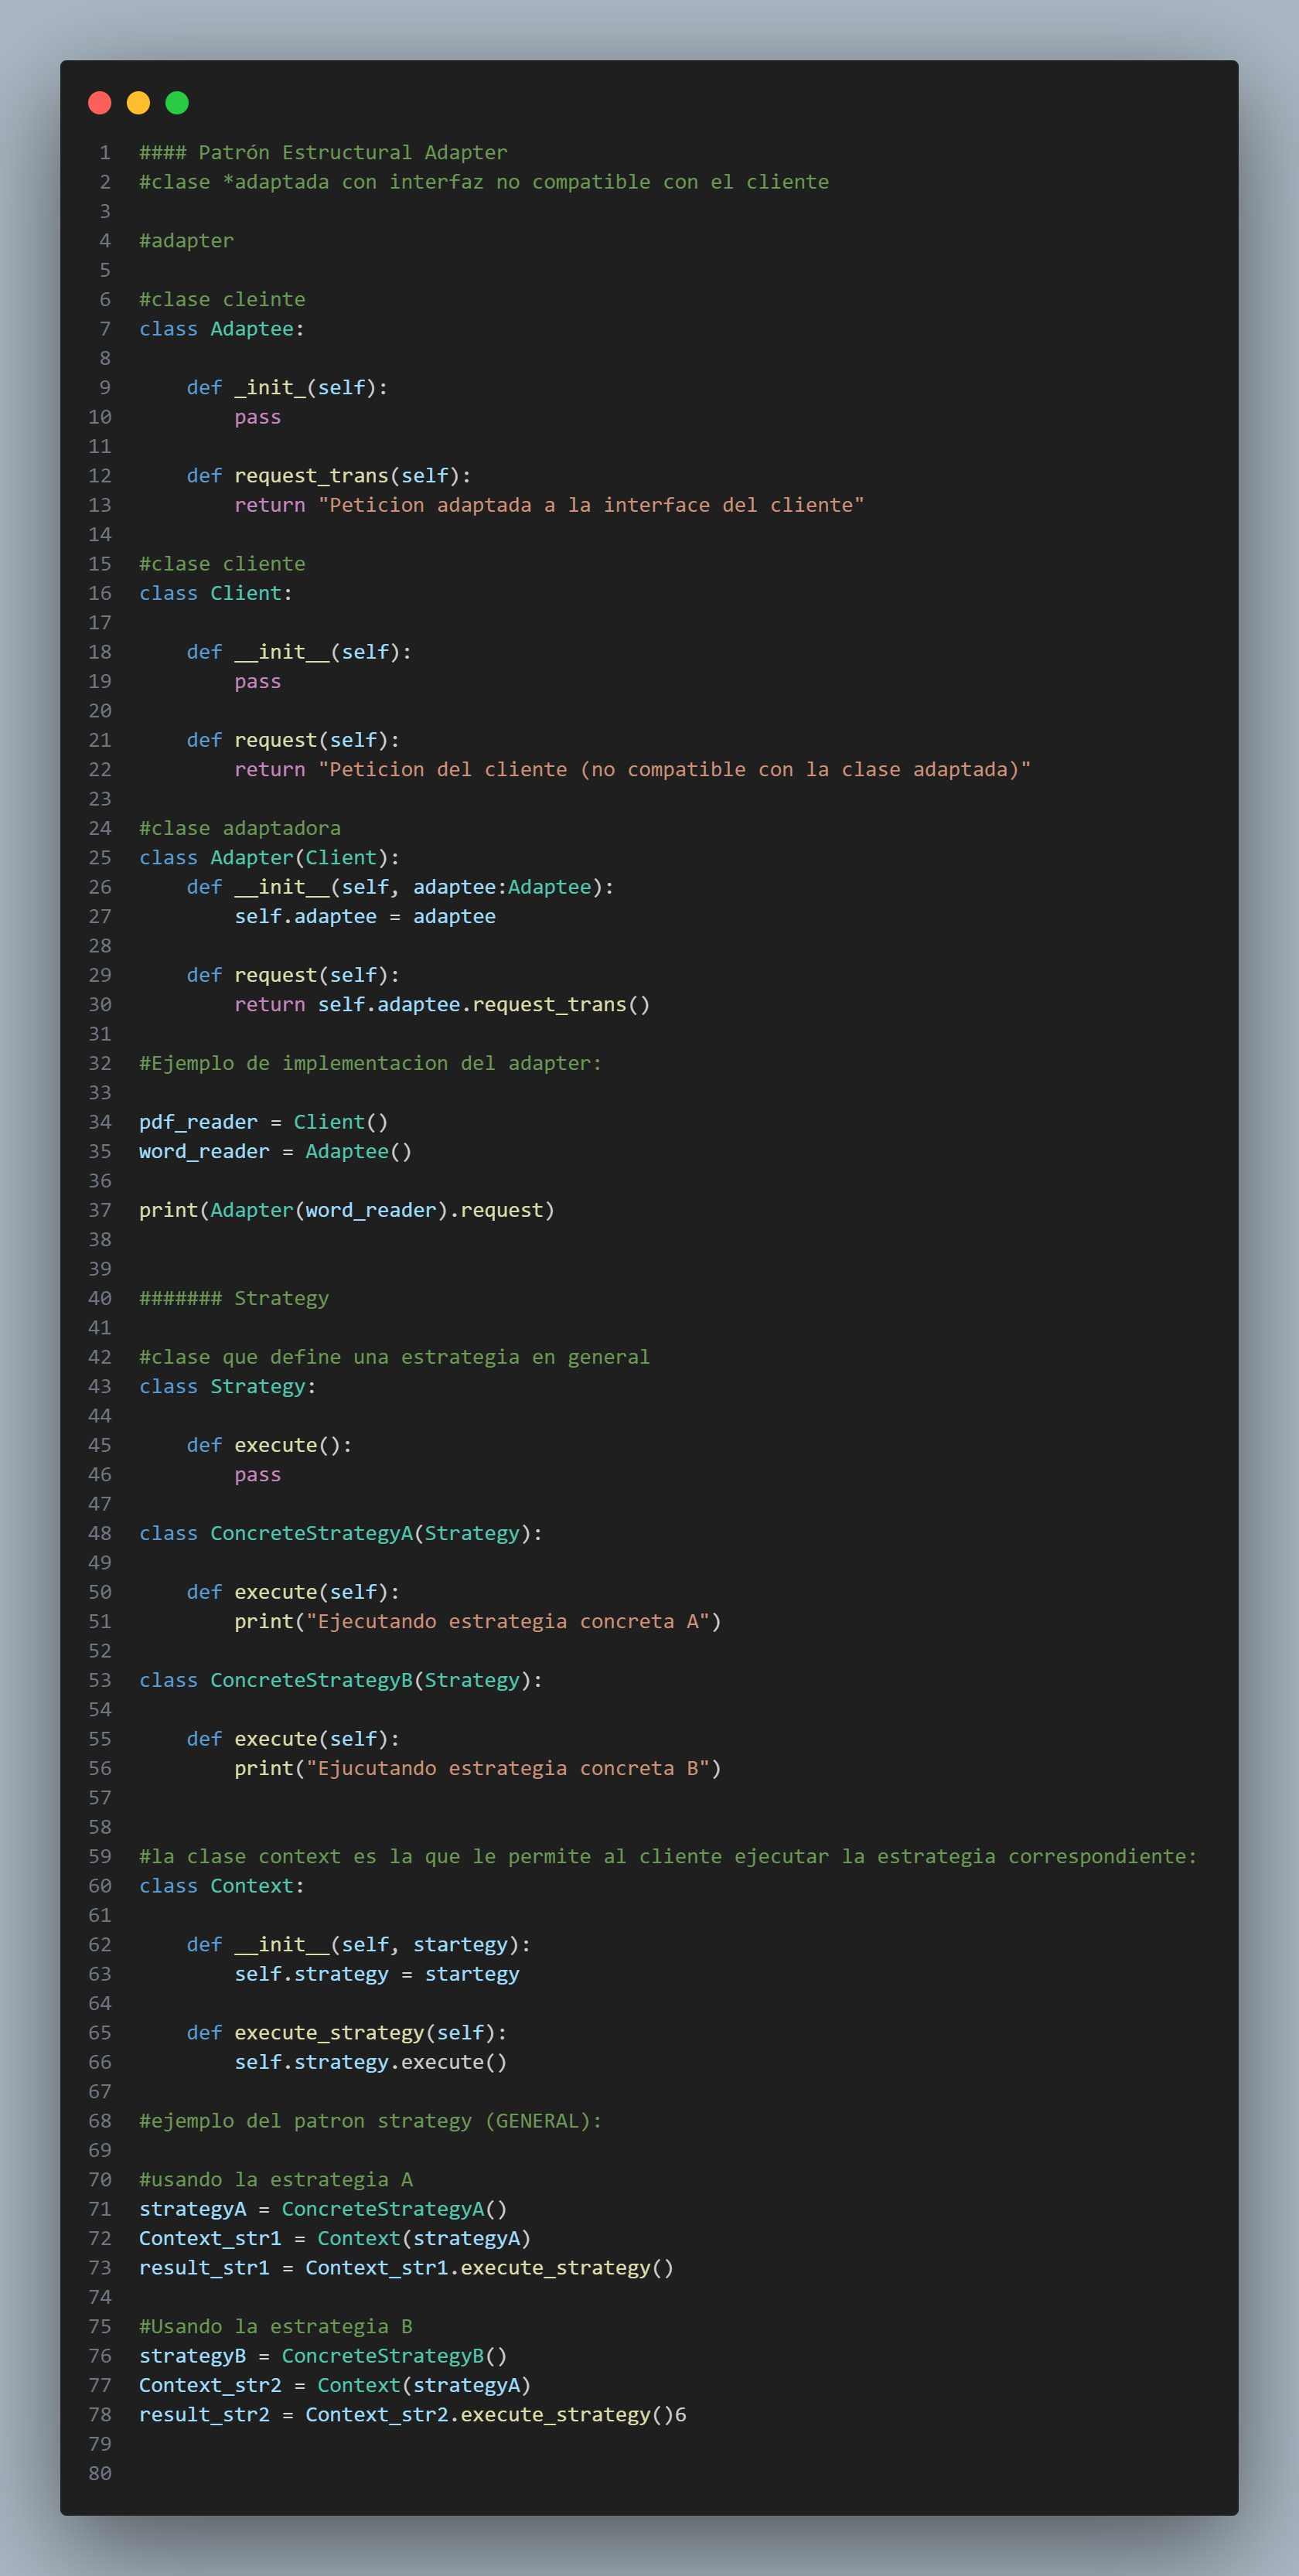 1 #### Patrón Estructural Adapter
2 #clase *adaptada con interfaz no compatible con el cliente
3
4 #adapter
5
6 #clase cleinte
7 class Adaptee:
8
9     def _init_(self):
10         pass
11
12     def request_trans(self):
13         return "Peticion adaptada a la interface del cliente"
14
15 #clase cliente
16 class Client:
17
18     def __init__(self):
19         pass
20
21     def request(self):
22         return "Peticion del cliente (no compatible con la clase adaptada)"
23
24 #clase adaptadora
25 class Adapter(Client):
26     def __init__(self, adaptee:Adaptee):
27         self.adaptee = adaptee
28
29     def request(self):
30         return self.adaptee.request_trans()
31
32 #Ejemplo de implementacion del adapter:
33
34 pdf_reader = Client()
35 word_reader = Adaptee()
36
37 print(Adapter(word_reader).request)
38
39
40 ####### Strategy
41
42 #clase que define una estrategia en general
43 class Strategy:
44
45     def execute():
46         pass
47
48 class ConcreteStrategyA(Strategy):
49
50     def execute(self):
51         print("Ejecutando estrategia concreta A")
52
53 class ConcreteStrategyB(Strategy):
54
55     def execute(self):
56         print("Ejucutando estrategia concreta B")
57
58
59 #la clase context es la que le permite al cliente ejecutar la estrategia correspondiente:
60 class Context:
61
62     def __init__(self, startegy):
63         self.strategy = startegy
64
65     def execute_strategy(self):
66         self.strategy.execute()
67
68 #ejemplo del patron strategy (GENERAL):
69
70 #usando la estrategia A
71 strategyA = ConcreteStrategyA()
72 Context_str1 = Context(strategyA)
73 result_str1 = Context_str1.execute_strategy()
74
75 #Usando la estrategia B
76 strategyB = ConcreteStrategyB()
77 Context_str2 = Context(strategyA)
78 result_str2 = Context_str2.execute_strategy()6
79
80